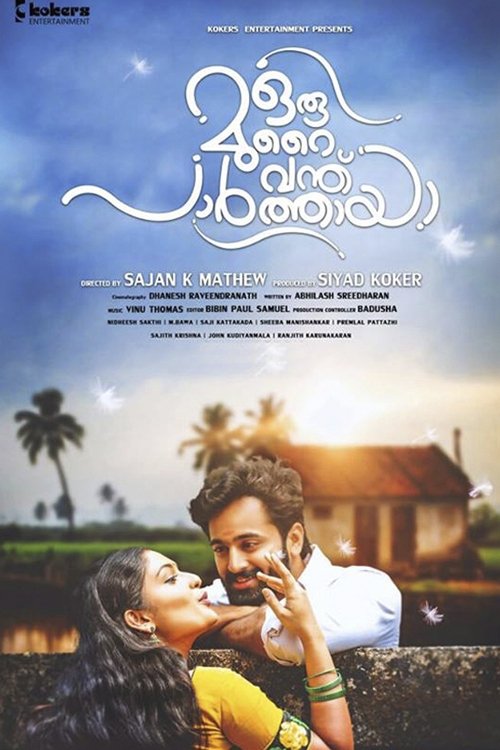 kokers
ENTERTAINMENT
KOKERS ENTERTAINMENT PRESENTS
ഒരു
മുറൈ
വന്ത്
പാർത്തായാ
DIRECTED BY SAJAN K MATHEW PRODUCED BY SIYAD KOKER
Cinematography DHANESH RAVEENDRANATH WRITTEN BY ABHILASH SREEDHARAN
MUSIC VINU THOMAS EDITOR BIBIN PAUL SAMUEL PRODUCTION CONTROLLER BADUSHA
NIDHEESH SAKTHI | M.BAWA | SAJI KATTAKADA | SHEEBA MANISHANKAR | PREMLAL PATTAZHI
SAJITH KRISHNA | JOHN KUDIYANMALA | RANJITH KARUNAKARAN